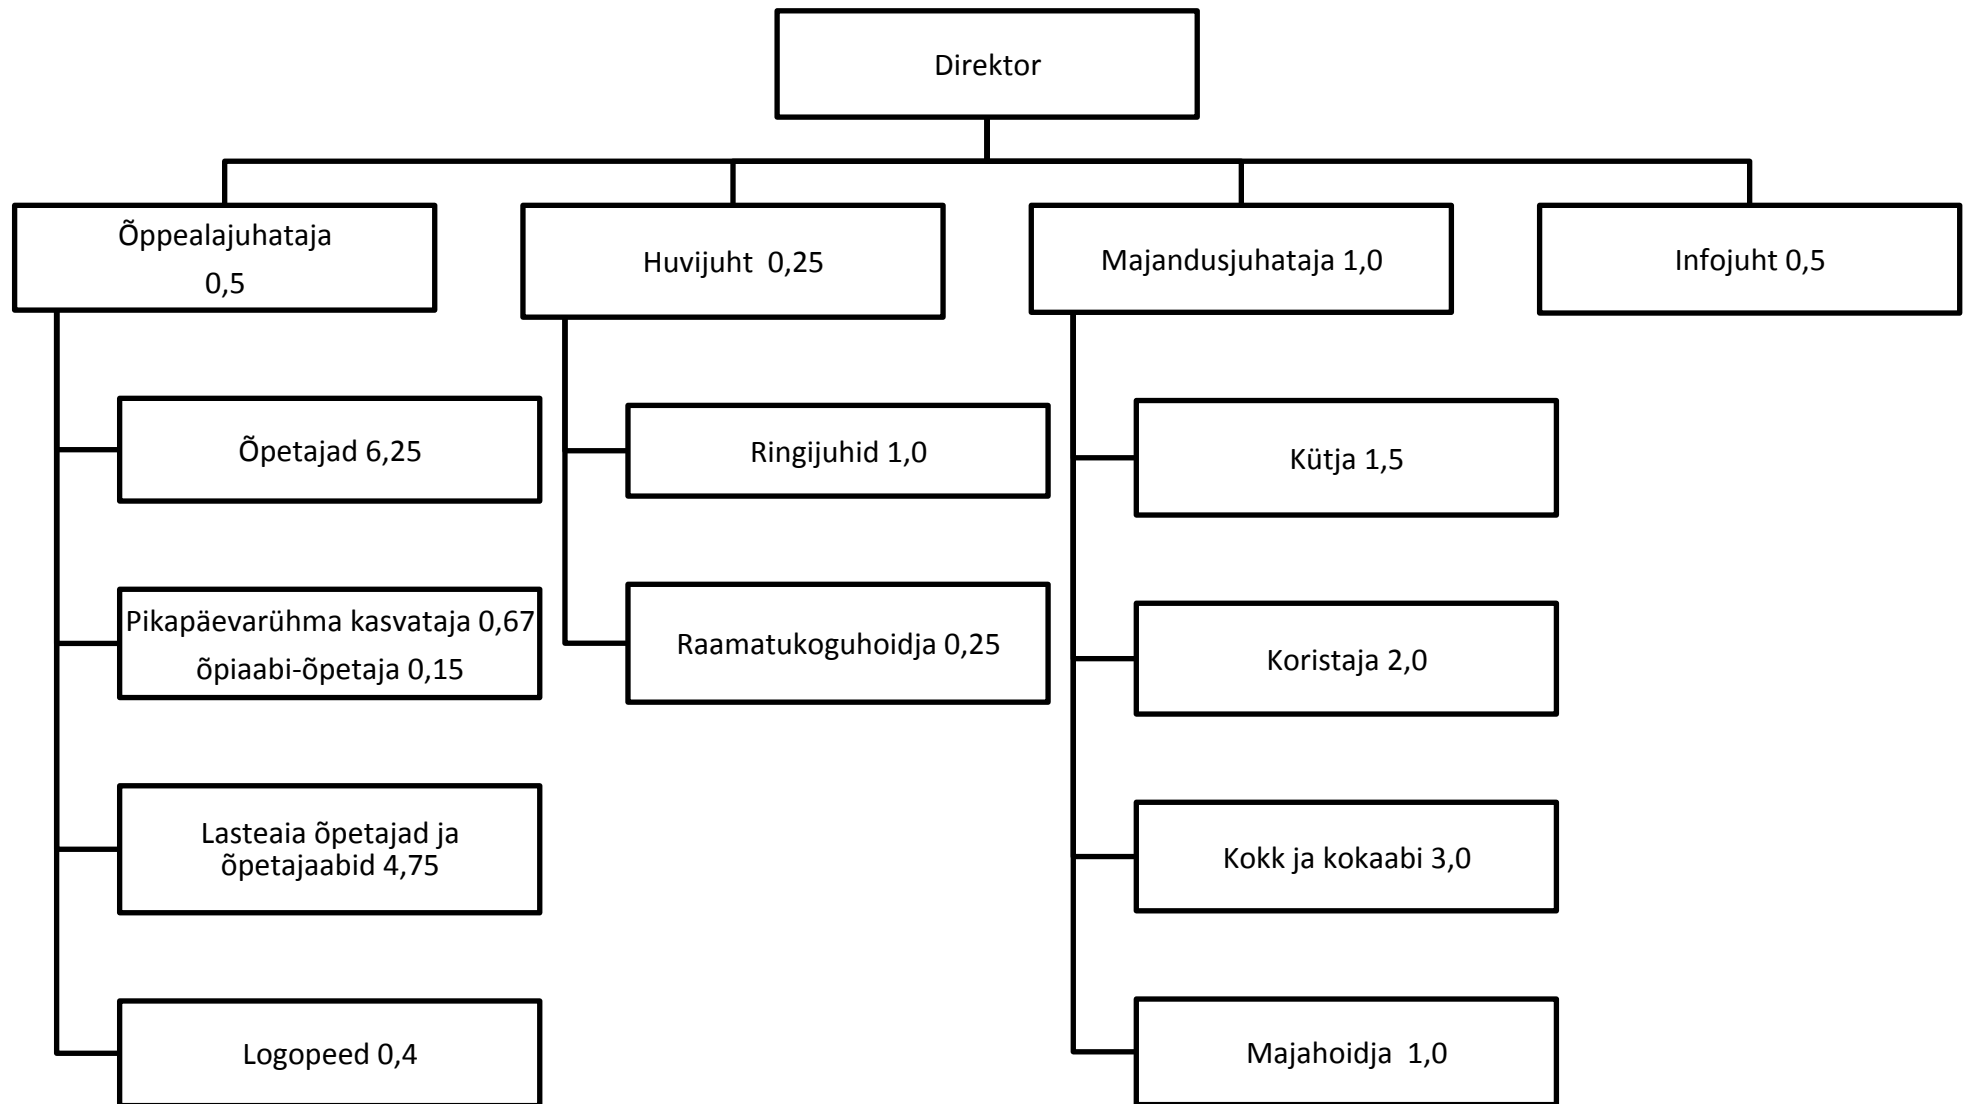 Direktor
Õppealajuhataja
0,5
Huvijuht  0,25
Majandusjuhataja 1,0
Infojuht 0,5
Õpetajad 6,25
Pikapäevarühma kasvataja 0,67
õpiaabi-õpetaja 0,15
Lasteaia õpetajad ja
õpetajaabid 4,75
Logopeed 0,4
Ringijuhid 1,0
Raamatukoguhoidja 0,25
Kütja 1,5
Koristaja 2,0
Kokk ja kokaabi 3,0
Majahoidja  1,0